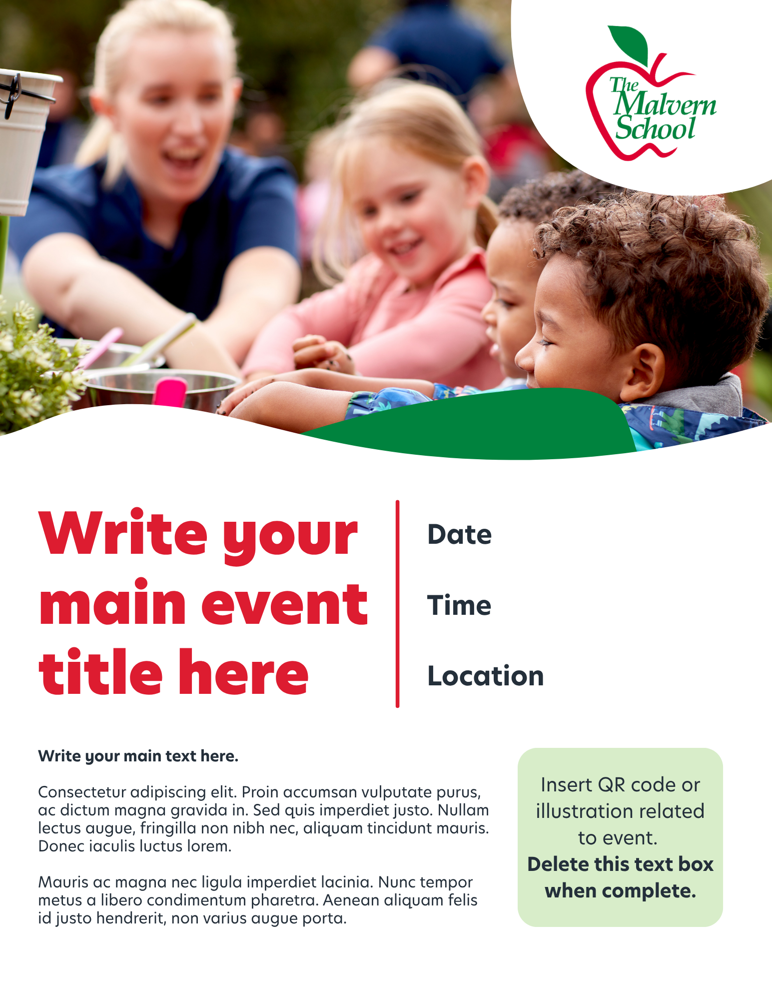 The
Malvern
School
Write your
main event
title here
Date
Time
Location
Write your main text here.
Consectetur adipiscing elit. Proin accumsan vulputate purus,
ac dictum magna gravida in. Sed quis imperdiet justo. Nullam
lectus augue, fringilla non nibh nec, aliquam tincidunt mauris.
Donec iaculis luctus lorem.
Mauris ac magna nec ligula imperdiet lacinia. Nunc tempor
metus a libero condimentum pharetra. Aenean aliquam felis
id justo hendrerit, non varius augue porta.
Insert QR code or
illustration related
to event.
Delete this text box
when complete.